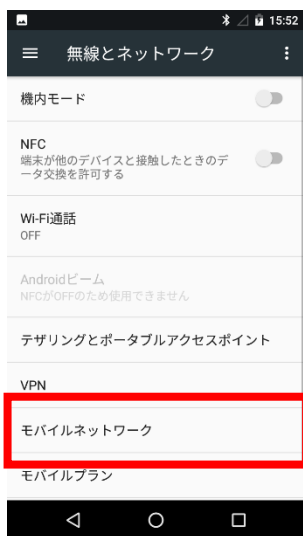 15:52
無線とネットワーク
機内モード
NFC
端末が他のデバイスと接触したときのデ
ータ交換を許可する
Wi-Fi通話
OFF
Androidビーム
NFCがOFFのため使用できません
テザリングとポータブルアクセスポイント
VPN
モバイルネットワーク
モバイルプラン